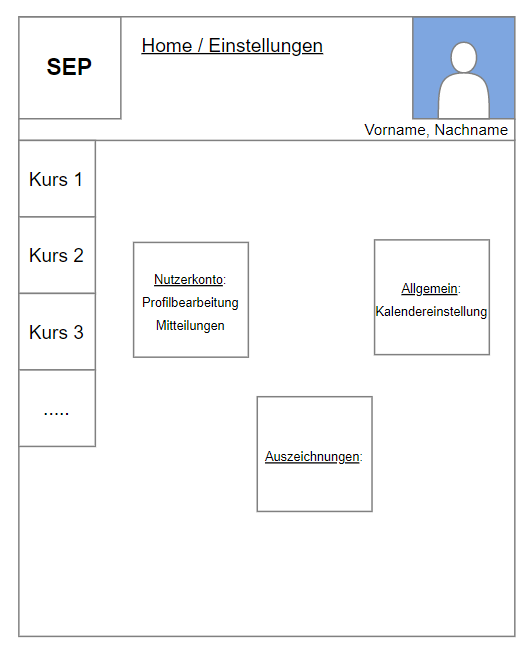 SEP
Home / Einstellungen
Vorname, Nachname
Kurs 1
Kurs 2
Kurs 3
.....
Nutzerkonto:
Profilbearbeitung
Mitteilungen
Allgemein:
Kalendereinstellung
Auszeichnungen: